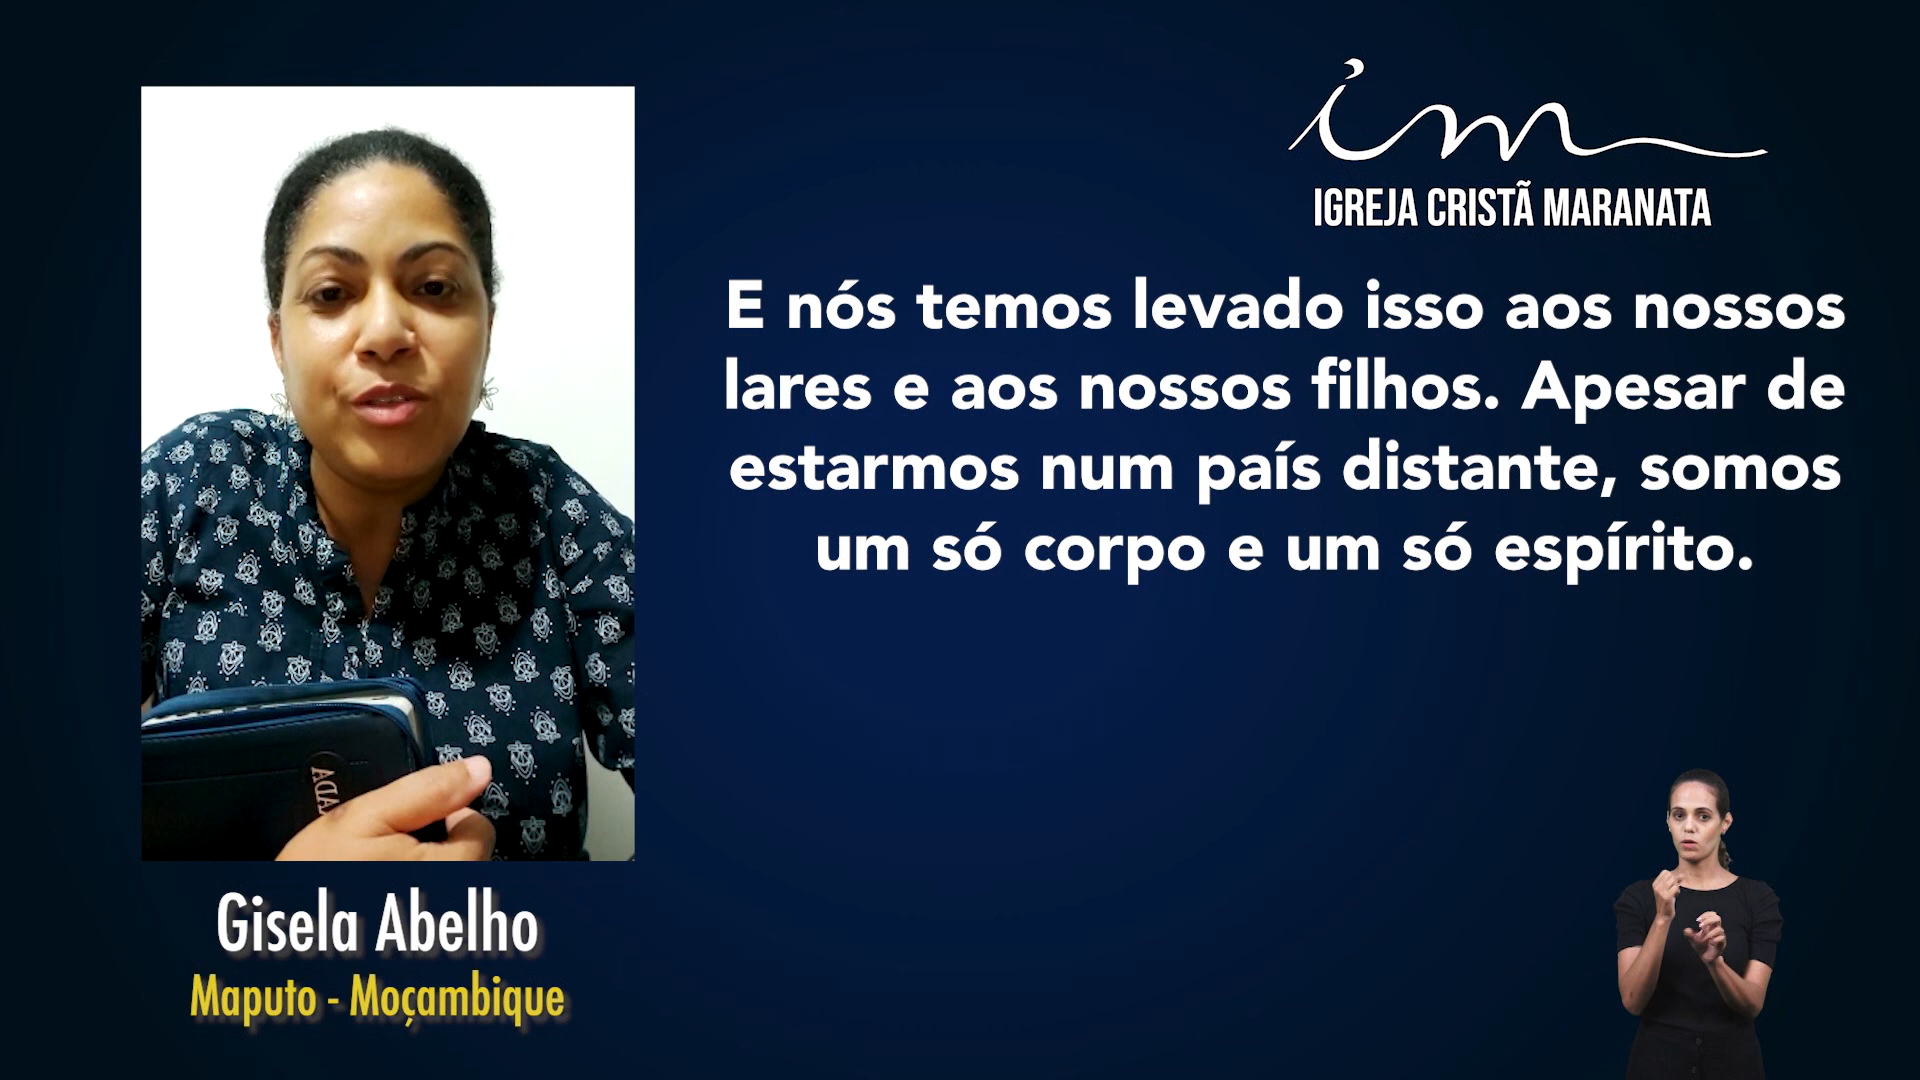 im
IGREJA CRISTÃ MARANATA
E nós temos levado isso aos nossos
lares e aos nossos filhos. Apesar de
estarmos num país distante, somos
um só corpo e um só espírito.
Gisela Abelho
Maputo - Moçambique